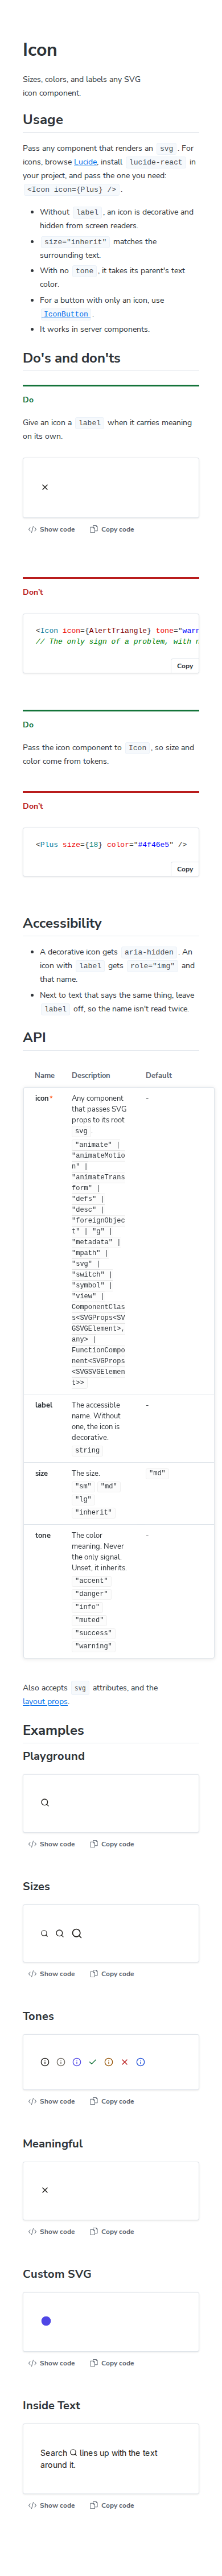 Icon
Sizes, colors, and labels any SVG
icon component.
Usage
Pass any component that renders an svg. For
icons, browse Lucide, install lucide-react in
your project, and pass the one you need:
<Icon icon={Plus} />.
Without label, an icon is decorative and
hidden from screen readers.
size="inherit" matches the
surrounding text.
With no tone, it takes its parent's text
color.
For a button with only an icon, use
IconButton.
It works in server components.
Do's and don'ts
Do
Give an icon a label when it carries meaning
on its own.
Show code Copy code
Don't
<Icon icon={AlertTriangle} tone="warn
// The only sign of a problem, with n
Copy
Do
Pass the icon component to Icon, so size and
color come from tokens.
Don't
<Plus size={18} color="#4f46e5" />
Copy
Accessibility
A decorative icon gets aria-hidden. An
icon with label gets role="img" and
that name.
Next to text that says the same thing, leave
label off, so the name isn't read twice.
API
Name Description Default
icon* Any component -
that passes SVG
props to its root
svg.
"animate" |
"animateMotio
n" |
"animateTrans
form" |
"defs" |
"desc" |
"foreignObjec
t" | "g" |
"metadata" |
"mpath" |
"svg" |
"switch" |
"symbol" |
"view" |
ComponentClas
s<SVGProps<SV
GSVGElement>,
any> |
FunctionCompo
nent<SVGProps
<SVGSVGElemen
t>>
label The accessible -
name. Without
one, the icon is
decorative.
string
size The size. "md"
"sm" "md"
"lg"
"inherit"
tone The color -
meaning. Never
the only signal.
Unset, it inherits.
"accent"
"danger"
"info"
"muted"
"success"
"warning"
Also accepts svg attributes, and the
layout props.
Examples
Playground
Show code Copy code
Sizes
Show code Copy code
Tones
Show code Copy code
Meaningful
Show code Copy code
Custom SVG
Show code Copy code
Inside Text
Search lines up with the text
around it.
Show code Copy code